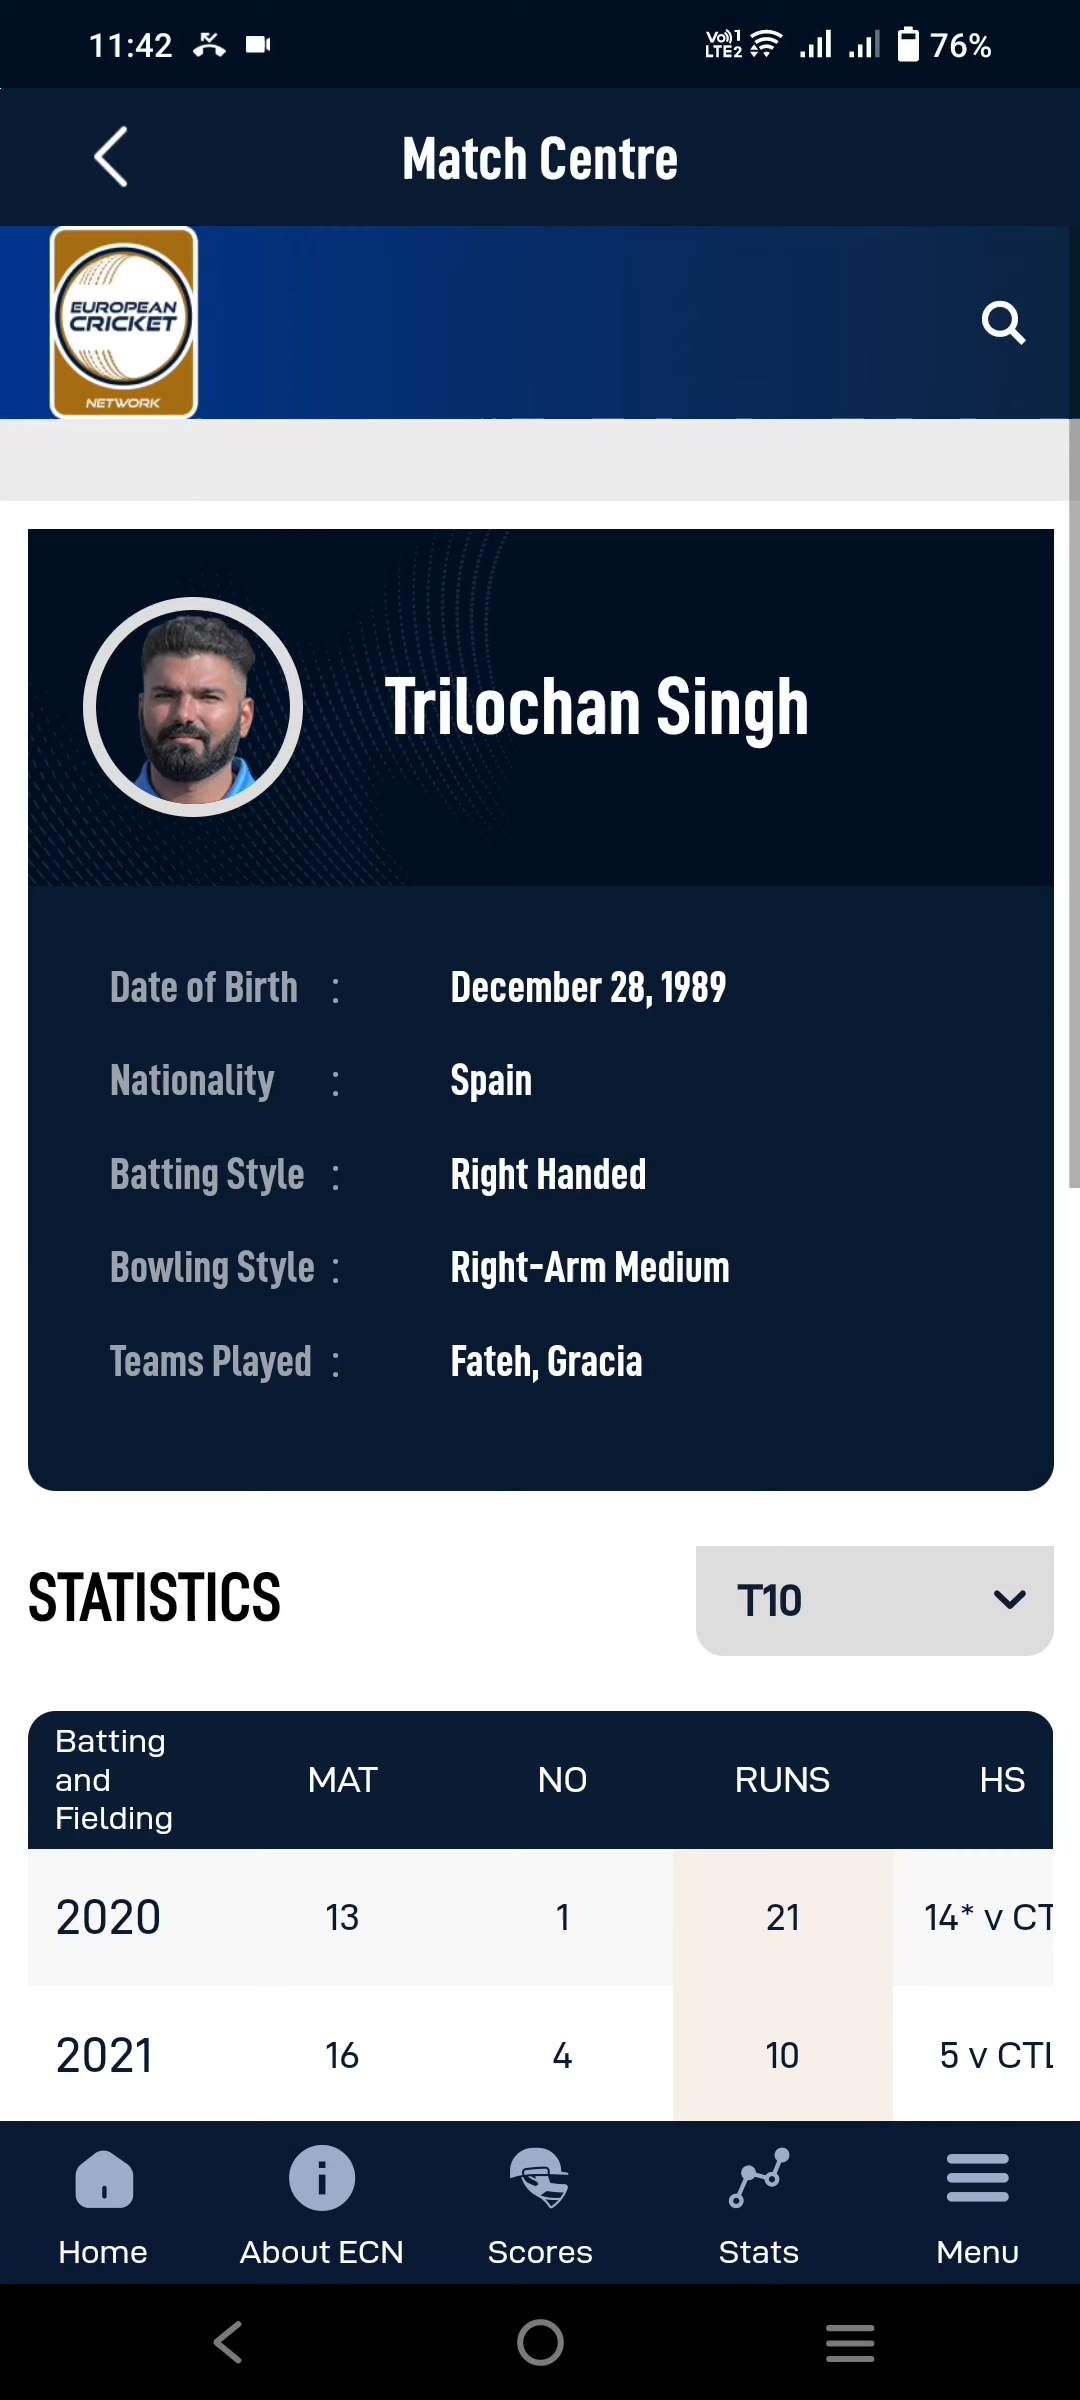 11:42
Vo)) 1
LTE2
76%
Match Centre
EUROPEAN
CRICKET
NETWORK
Trilochan Singh
Date of Birth : December 28, 1989
Nationality : Spain
Batting Style : Right Handed
Bowling Style : Right-Arm Medium
Teams Played : Fateh, Gracia
STATISTICS
T10
Batting and Fielding MAT NO RUNS HS
2020 13 1 21 14* v CT
2021 16 4 10 5 v CTL
Home About ECN Scores Stats Menu